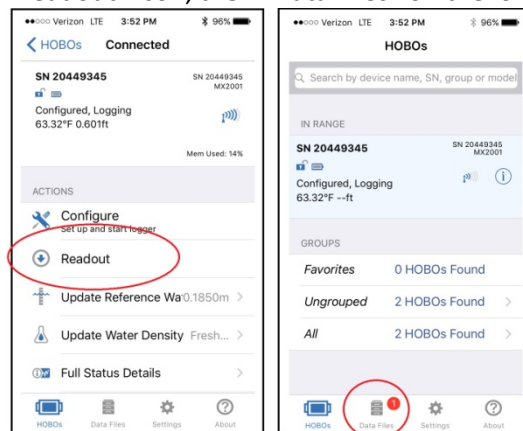 ●●○○○ Verizon LTE 3:52 PM 96%
HOBOs Connected
SN 20449345
SN 20449345
MX2001
Configured, Logging
63.32°F 0.601ft
Mem Used: 14%
ACTIONS
Configure
Set up and start logger
Readout
Update Reference Wa 0.1850m
Update Water Density Fresh...
Full Status Details
HOBOs Data Files Settings About
●●○○○ Verizon LTE 3:52 PM 96%
HOBOs
Search by device name, SN, group or model
IN RANGE
SN 20449345
SN 20449345
MX2001
Configured, Logging
63.32°F --ft
GROUPS
Favorites 0 HOBOs Found
Ungrouped 2 HOBOs Found
All 2 HOBOs Found
1
HOBOs Data Files Settings About